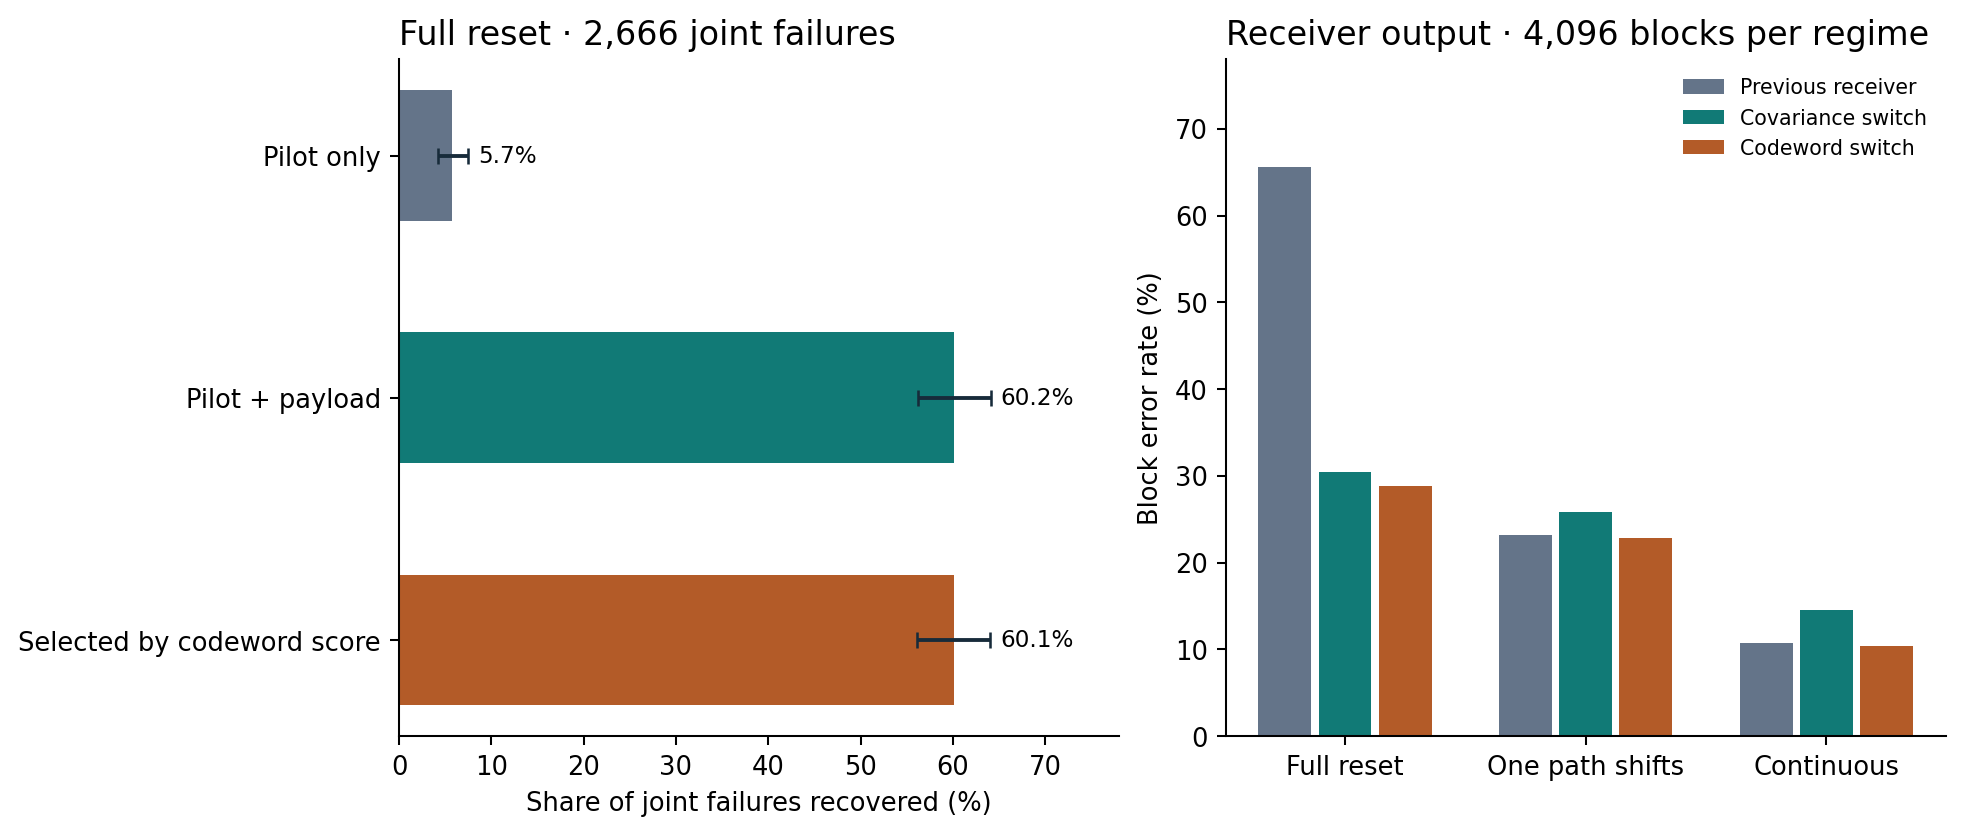 Full reset · 2,666 joint failures
Pilot only
5.7%
Pilot + payload
60.2%
Selected by codeword score
60.1%
0 10 20 30 40 50 60 70
Share of joint failures recovered (%)
Receiver output · 4,096 blocks per regime
Previous receiver
Covariance switch
Codeword switch
Block error rate (%)
70
60
50
40
30
20
10
0
Full reset One path shifts Continuous